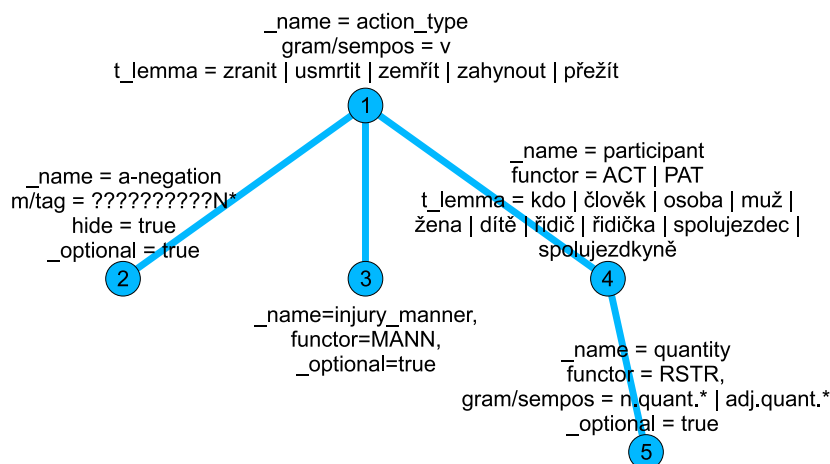 _name = action_type
gram/sempos = v
t_lemma = zranit | usmrtit | zemřít | zahynout | přežít
1
_name = a-negation
m/tag = ??????????N*
hide = true
_optional = true
2
3
_name=injury_manner,
functor=MANN,
_optional=true
_name = participant
functor = ACT | PAT
t_lemma = kdo | člověk | osoba | muž |
žena | dítě | řidič | řidička | spolujezdec |
spolujezdkyně
4
_name = quantity
functor = RSTR,
gram/sempos = n.quant.* | adj.quant.*
_optional = true
5